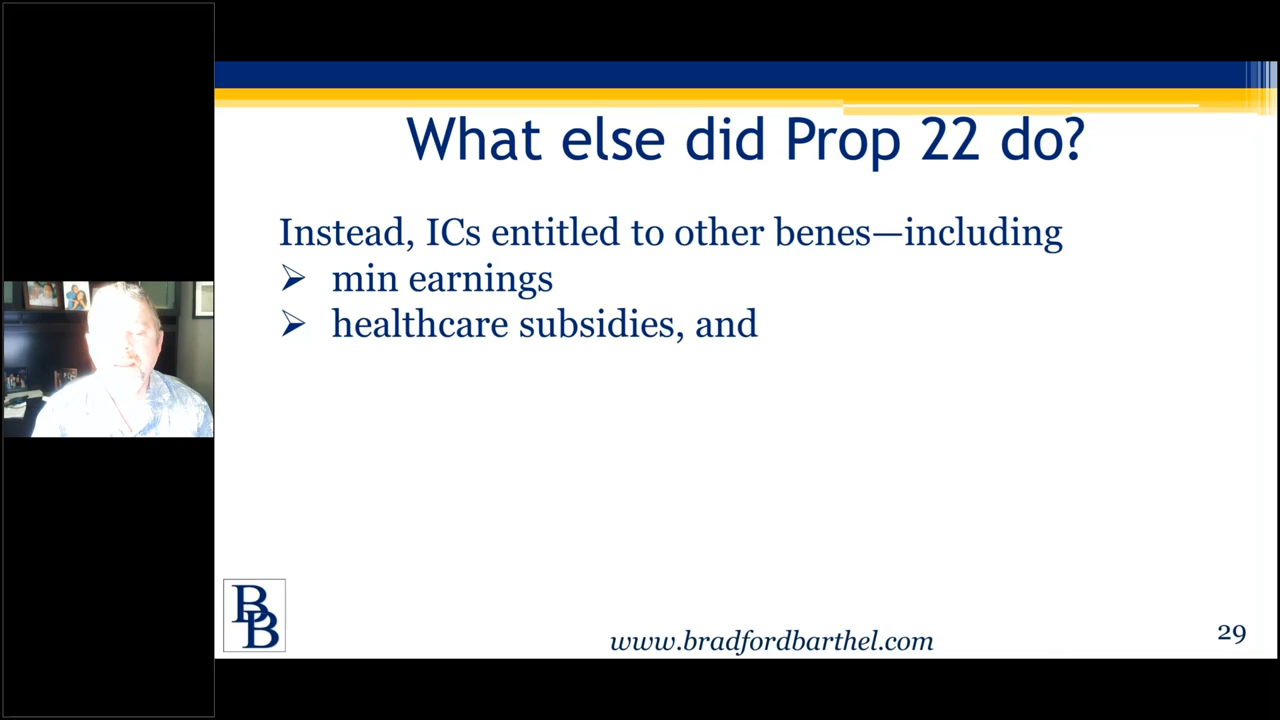 What else did Prop 22 do?
Instead, ICs entitled to other benes—including
➢ min earnings
➢ healthcare subsidies, and
BB
www.bradfordbarthel.com
29